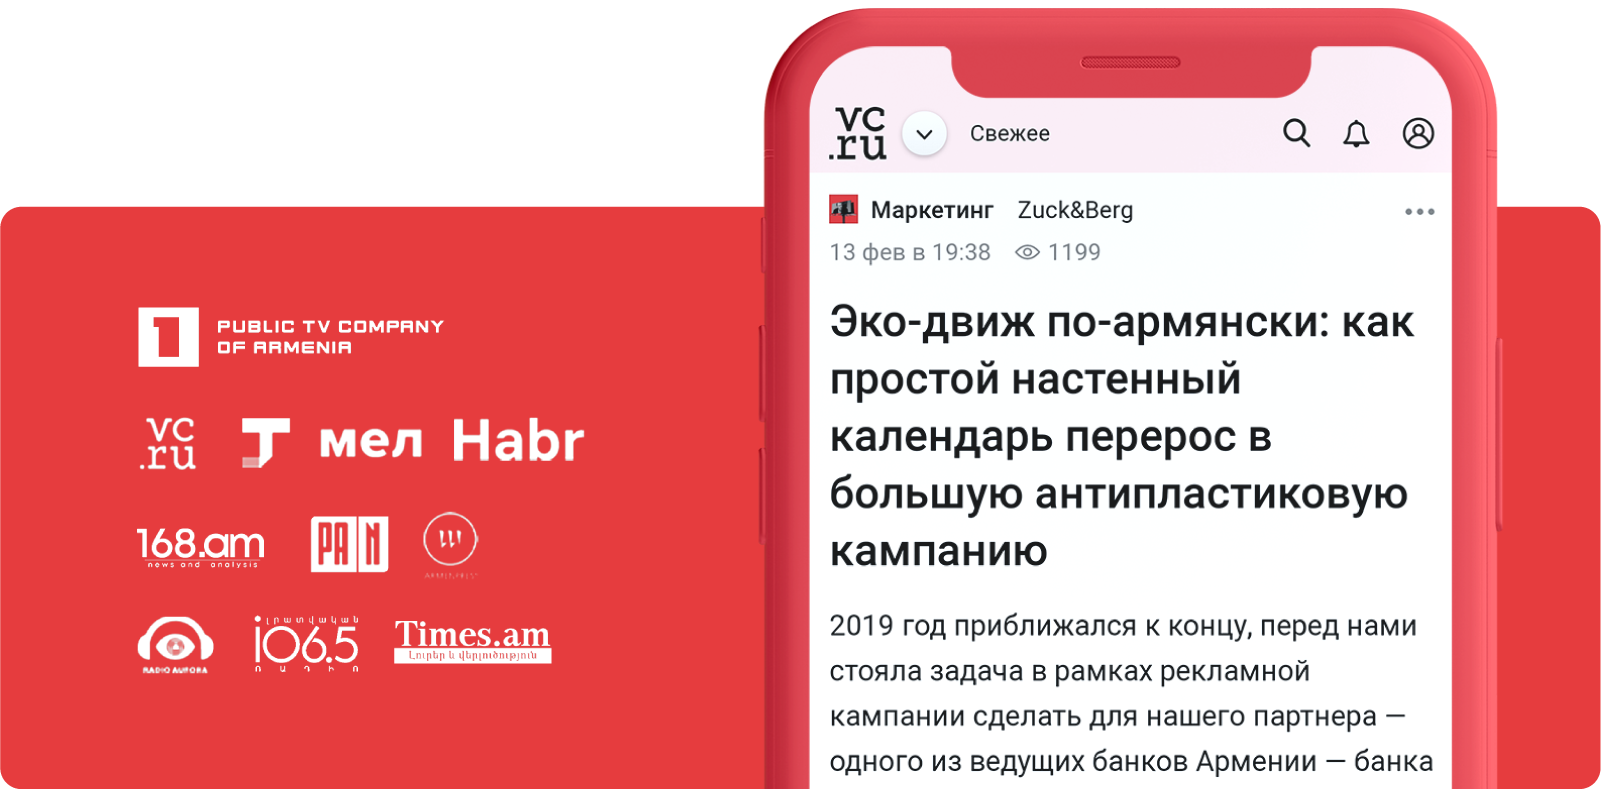 1 PUBLIC TV COMPANY
OF ARMENIA
vc
.ru
мел
Habr
168.am
news and analysis
PAN
RADIO AURORA
լրատվական
106.5
ՌԱԴԻՈ
Times.am
Լուրեր և վերլուծություն
vc
.ru
Свежее
Маркетинг Zuck&Berg
13 фев в 19:38 1199
Эко-движ по-армянски: как
простой настенный
календарь перерос в
большую антипластиковую
кампанию
2019 год приближался к концу, перед нами
стояла задача в рамках рекламной
кампании сделать для нашего партнера —
одного из ведущих банков Армении — банка